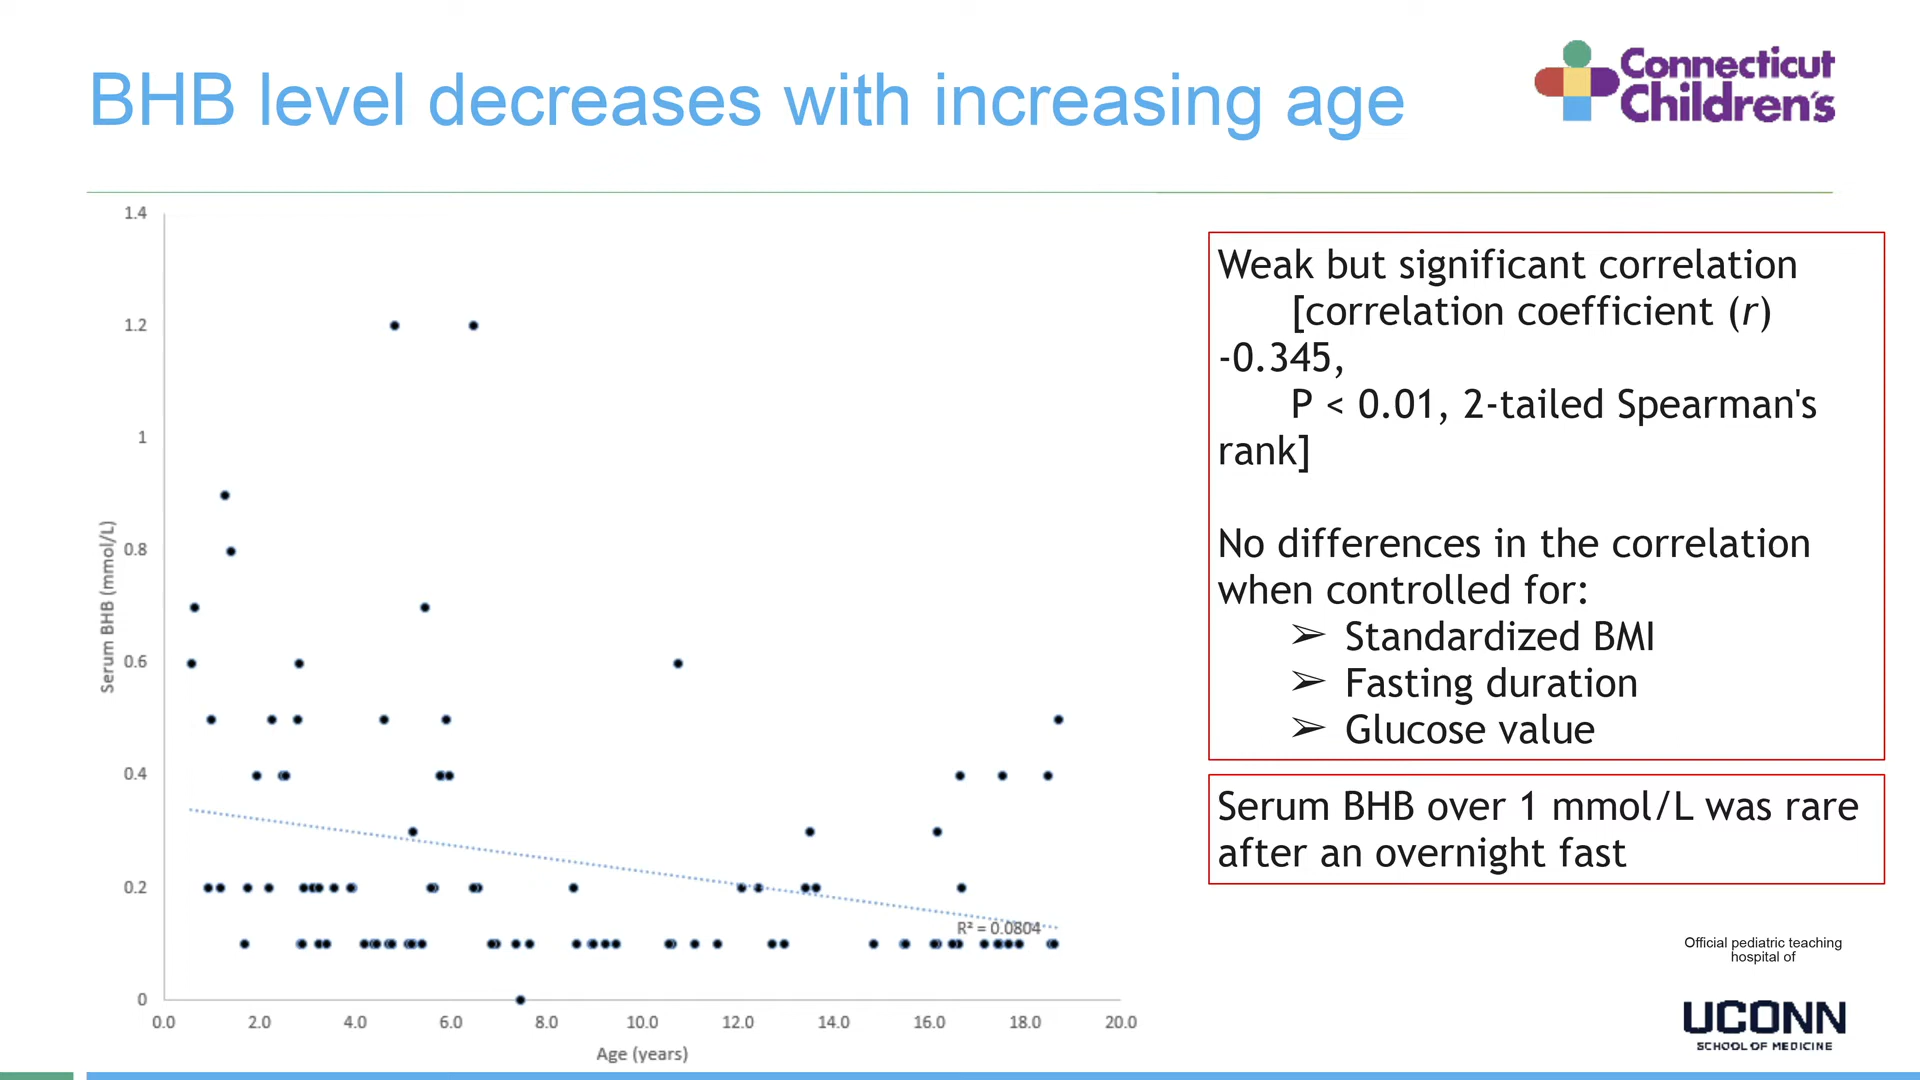 BHB level decreases with increasing age
Connecticut
Children's
1.4
1.2
1
0.8
0.6
0.4
0.2
0
Serum BHB (mmol/L)
R² = 0.0804
0.0 2.0 4.0 6.0 8.0 10.0 12.0 14.0 16.0 18.0 20.0
Age (years)
Weak but significant correlation
[correlation coefficient (r)
-0.345,
P < 0.01, 2-tailed Spearman's
rank]
No differences in the correlation
when controlled for:
➢ Standardized BMI
➢ Fasting duration
➢ Glucose value
Serum BHB over 1 mmol/L was rare
after an overnight fast
Official pediatric teaching
hospital of
UCONN
SCHOOL OF MEDICINE